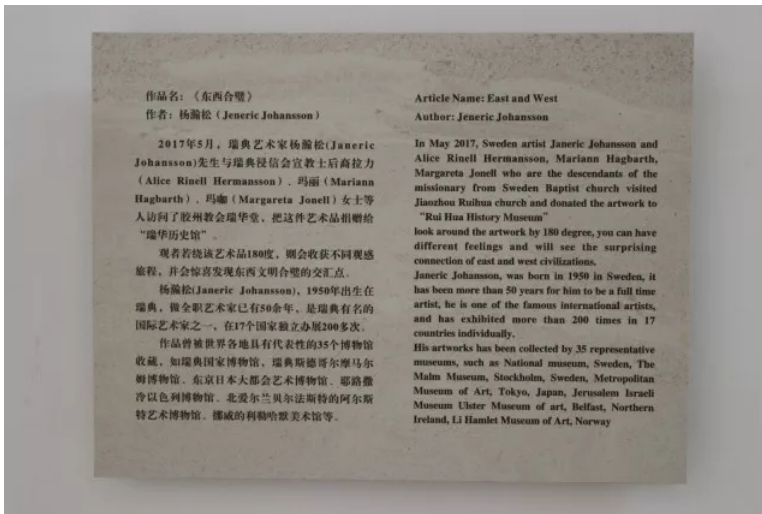 作品名：《东西合璧》
作者：杨瀚松（Jeneric Johansson）
2017年5月，瑞典艺术家杨瀚松(Janeric
Johansson)先生与瑞典浸信会宣教士后裔拉力
（Alice Rinell Hermansson）、玛丽（Mariann
Hagbarth）、玛咖（Margareta Jonell）女士等
人访问了胶州教会瑞华堂，把这件艺术品捐赠给
“瑞华历史馆”。
观者若绕该艺术品180度，则会收获不同观感
旅程，并会惊喜发现东西文明合璧的交汇点。
杨瀚松(Janeric Johansson)，1950年出生在
瑞典，做全职艺术家已有50余年，是瑞典有名的
国际艺术家之一，在17个国家独立办展200多次。
作品曾被世界各地具有代表性的35个博物馆
收藏，如瑞典国家博物馆，瑞典斯德哥尔摩马尔
姆博物馆、东京日本大都会艺术博物馆、耶路撒
冷以色列博物馆、北爱尔兰贝尔法斯特的阿尔斯
特艺术博物馆、挪威的利勒哈默美术馆等。
Article Name: East and West
Author: Jeneric Johansson
In May 2017, Sweden artist Janeric Johansson and
Alice Rinell Hermansson, Mariann Hagbarth,
Margareta Jonell who are the descendants of the
missionary from Sweden Baptist church visited
Jiaozhou Ruihua church and donated the artwork to
“Rui Hua History Museum”
look around the artwork by 180 degree, you can have
different feelings and will see the surprising
connection of east and west civilizations.
Janeric Johansson, was born in 1950 in Sweden, it
has been more than 50 years for him to be a full time
artist, he is one of the famous international artists,
and has exhibited more than 200 times in 17
countries individually.
His artworks has been collected by 35 representative
museums, such as National museum, Sweden, The
Malm Museum, Stockholm, Sweden, Metropolitan
Museum of Art, Tokyo, Japan, Jerusalem Israeli
Museum Ulster Museum of art, Belfast, Northern
Ireland, Li Hamlet Museum of Art, Norway